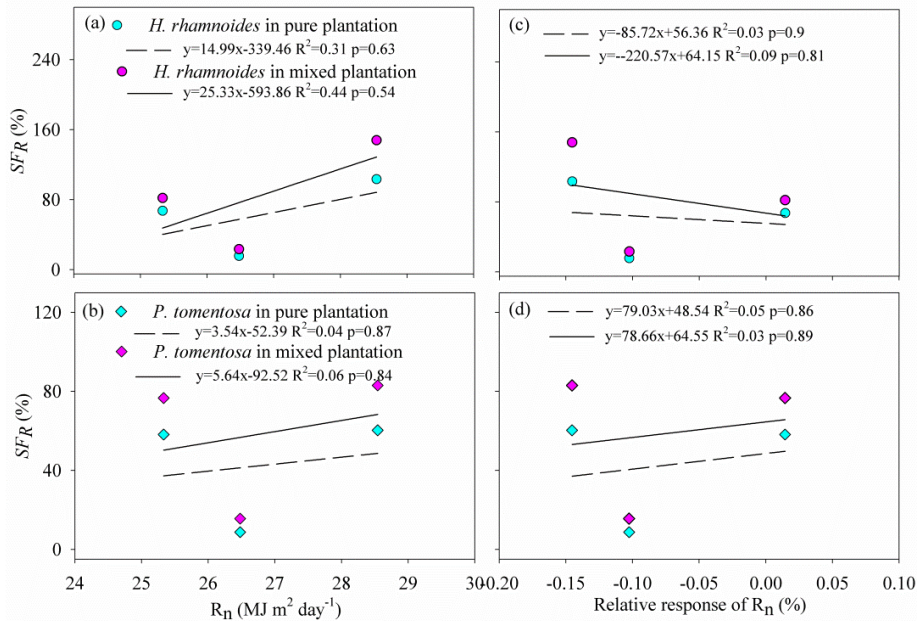 (a)
H. rhamnoides in pure plantation
y=14.99x-339.46 R²=0.31 p=0.63
H. rhamnoides in mixed plantation
y=25.33x-593.86 R²=0.44 p=0.54
240
160
80
0
SF_R (%)
(c)
y=-85.72x+56.36 R²=0.03 p=0.9
y=--220.57x+64.15 R²=0.09 p=0.81
(b)
P. tomentosa in pure plantation
y=3.54x-52.39 R²=0.04 p=0.87
P. tomentosa in mixed plantation
y=5.64x-92.52 R²=0.06 p=0.84
120
80
40
0
SF_R (%)
24 25 26 27 28 29 30
R_n (MJ m² day⁻¹)
(d)
y=79.03x+48.54 R²=0.05 p=0.86
y=78.66x+64.55 R²=0.03 p=0.89
0.20 -0.15 -0.10 -0.05 0.00 0.05 0.10
Relative response of R_n (%)